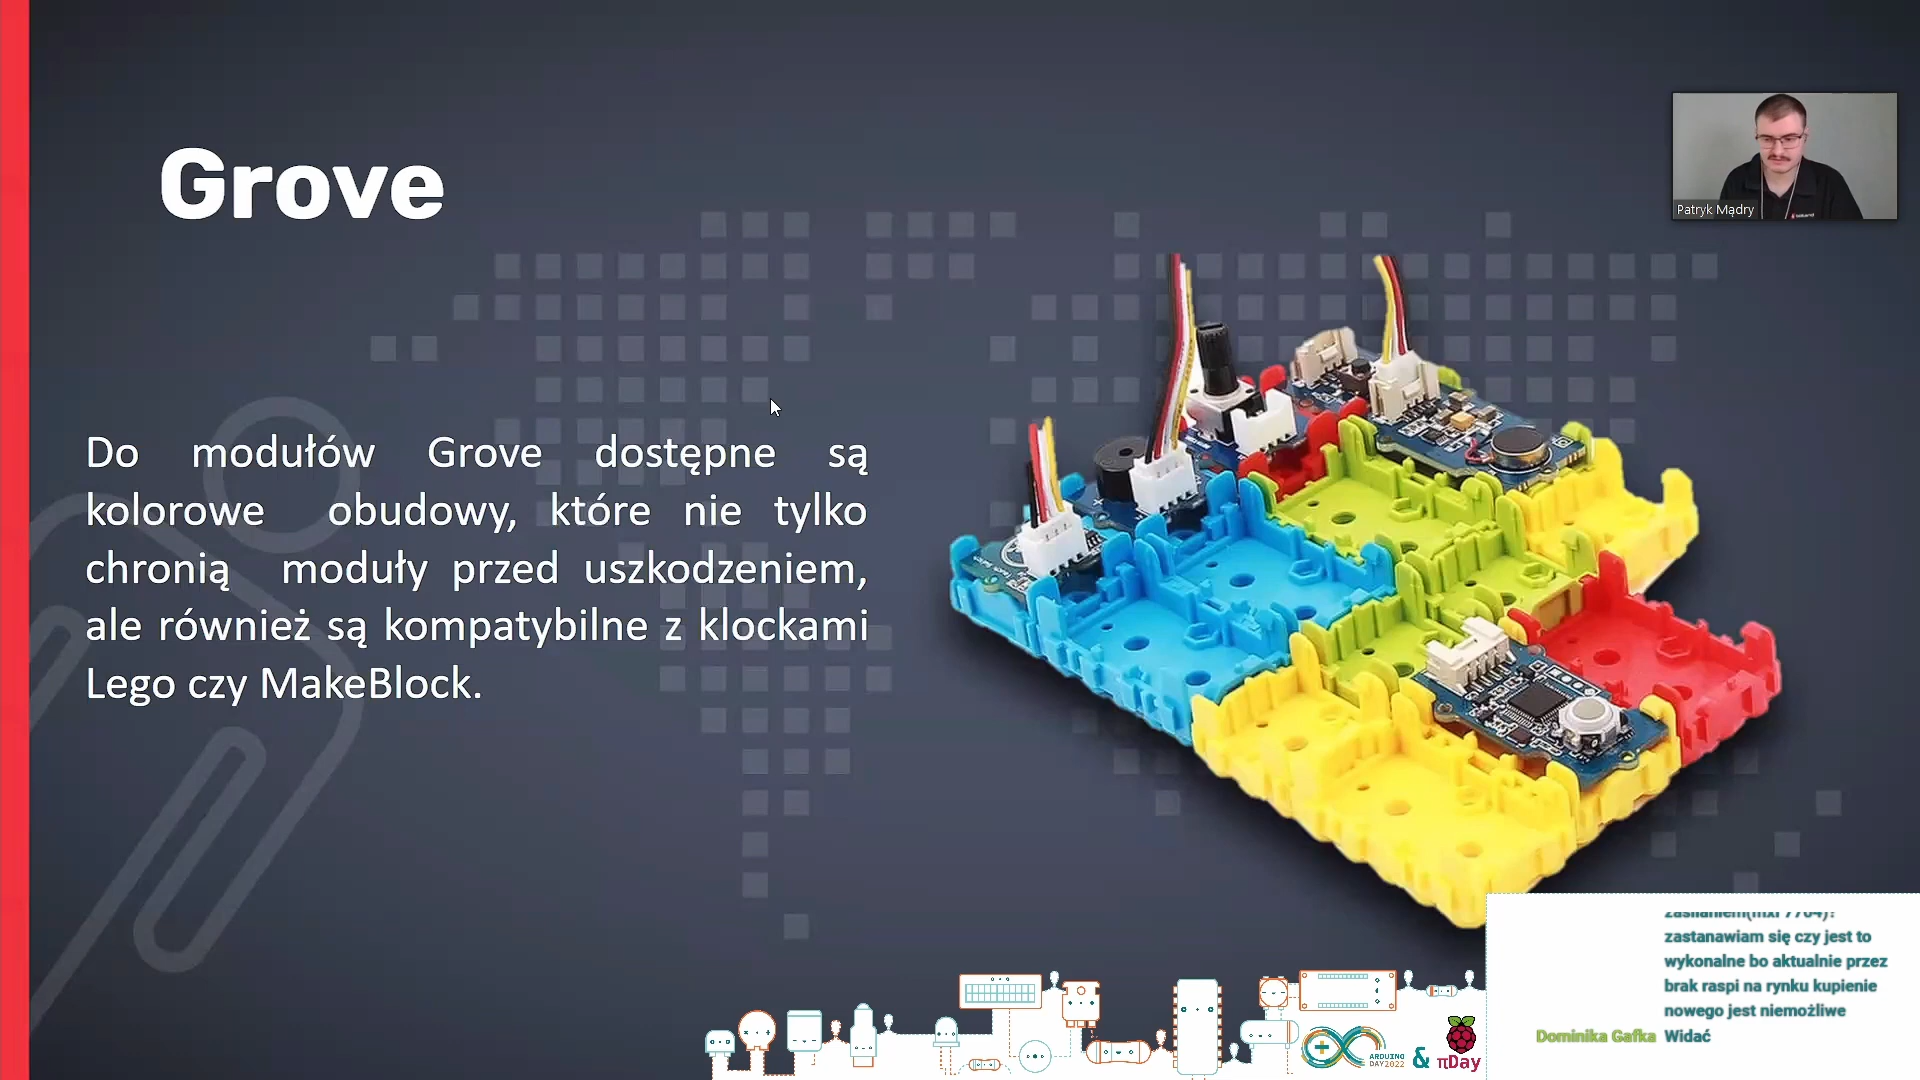 Grove
Patryk Mądry
Do modułów Grove dostępne są
kolorowe obudowy, które nie tylko
chronią moduły przed uszkodzeniem,
ale również są kompatybilne z klockami
Lego czy MakeBlock.
zastanawiam się czy jest to
wykonalne bo aktualnie przez
brak raspi na rynku kupienie
nowego jest niemożliwe
Dominika Gafka Widać
ARDUINO
DAY2022
&
πDay